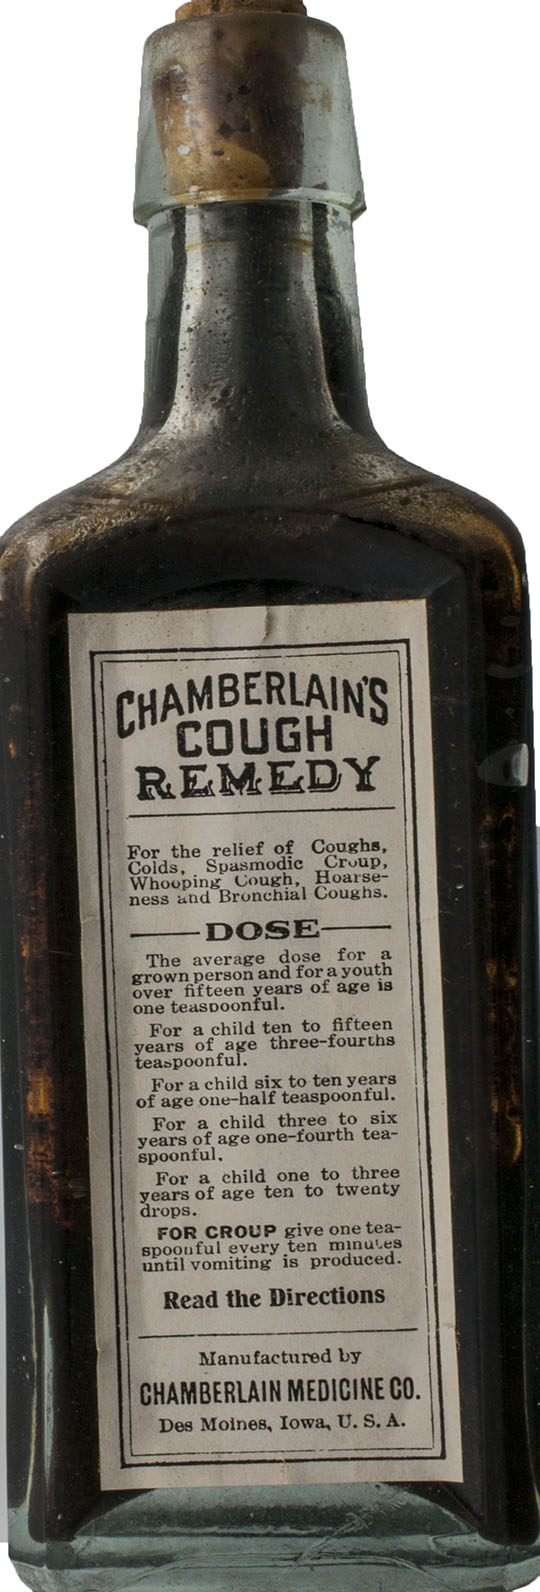 CHAMBERLAIN'S
COUGH
REMEDY
For the relief of Coughs,
Colds, Spasmodic Croup,
Whooping Cough, Hoarse-
ness and Bronchial Coughs.
DOSE
The average dose for a
grown person and for a youth
over fifteen years of age is
one teaspoonful.
For a child ten to fifteen
years of age three-fourths
teaspoonful.
For a child six to ten years
of age one-half teaspoonful.
For a child three to six
years of age one-fourth tea-
spoonful.
For a child one to three
years of age ten to twenty
drops.
FOR CROUP give one tea-
spoonful every ten minutes
until vomiting is produced.
Read the Directions
Manufactured by
CHAMBERLAIN MEDICINE CO.
Des Moines, Iowa, U. S. A.